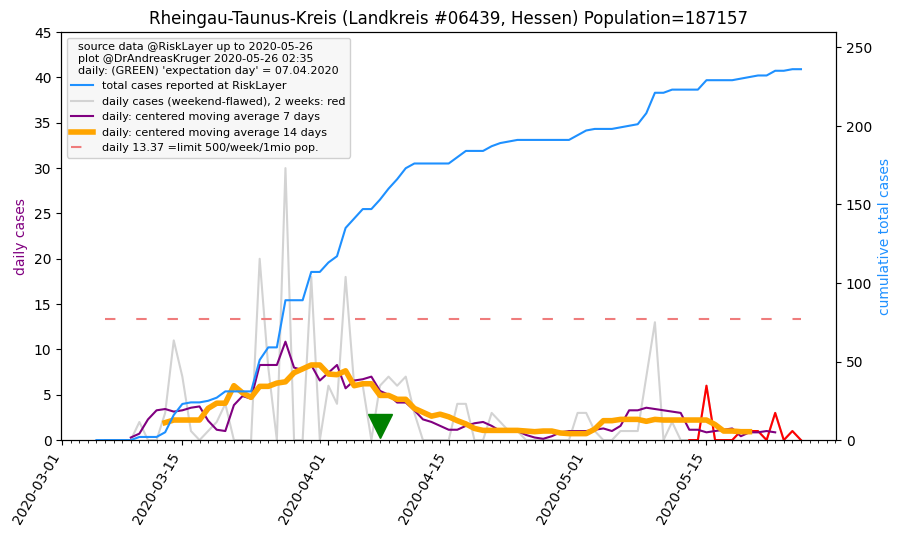 Rheingau-Taunus-Kreis (Landkreis #06439, Hessen) Population=187157
source data @RiskLayer up to 2020-05-26
plot @DrAndreasKruger 2020-05-26 02:35
daily: (GREEN) 'expectation day' = 07.04.2020
total cases reported at RiskLayer
daily cases (weekend-flawed), 2 weeks: red
daily: centered moving average 7 days
daily: centered moving average 14 days
daily 13.37 =limit 500/week/1mio pop.
daily cases
45
40
35
30
25
20
15
10
5
0
cumulative total cases
250
200
150
100
50
0
2020-03-01
2020-03-15
2020-04-01
2020-04-15
2020-05-01
2020-05-15